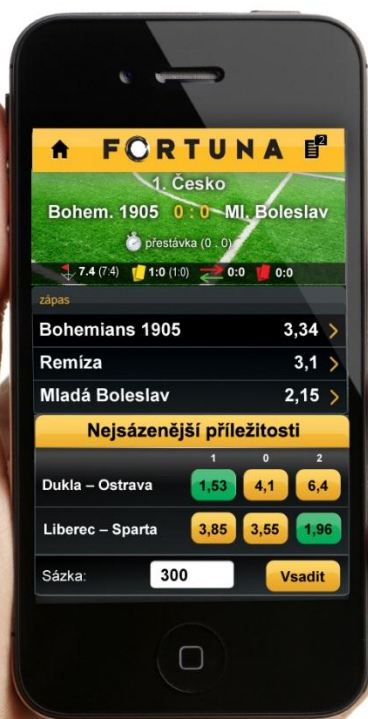 FORTUNA 2
1. Česko
Bohem. 1905 0 : 0 Ml. Boleslav
přestávka (0 . 0)
7.4 (7:4) 1:0 (1:0) 0:0 0:0
zápas
Bohemians 1905 3,34
Remíza 3,1
Mladá Boleslav 2,15
Nejsázenější příležitosti
1 0 2
Dukla – Ostrava 1,53 4,1 6,4
Liberec – Sparta 3,85 3,55 1,96
Sázka: 300 Vsadit